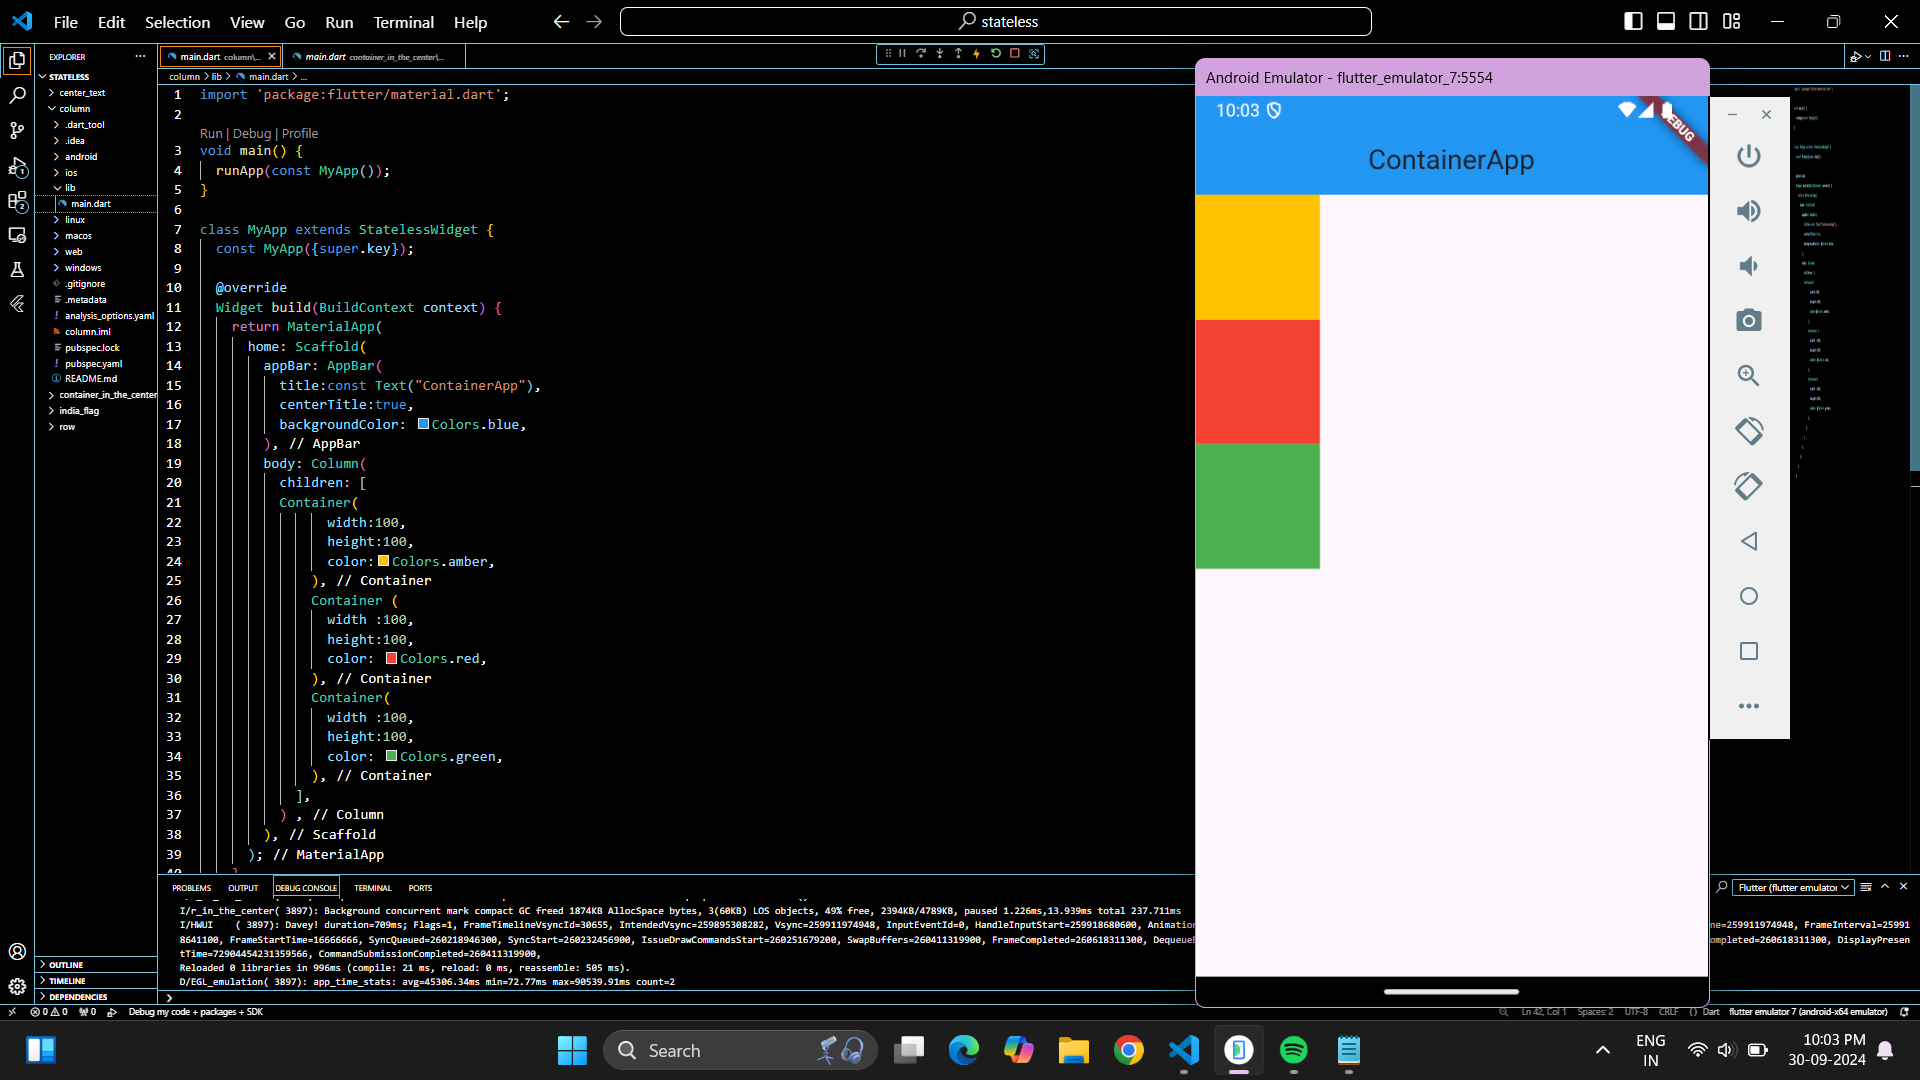 File Edit Selection View Go Run Terminal Help
stateless
EXPLORER
STATELESS
center_text
column
.dart_tool
.idea
android
ios
lib
main.dart
linux
macos
web
windows
.gitignore
.metadata
analysis_options.yaml
column.iml
pubspec.lock
pubspec.yaml
README.md
container_in_the_center
india_flag
row
OUTLINE
TIMELINE
DEPENDENCIES
main.dart column\...
main.dart container_in_the_center\...
column > lib > main.dart > ...
1 import 'package:flutter/material.dart';
2
Run | Debug | Profile
3 void main() {
4 runApp(const MyApp());
5 }
6
7 class MyApp extends StatelessWidget {
8 const MyApp({super.key});
9
10 @override
11 Widget build(BuildContext context) {
12 return MaterialApp(
13 home: Scaffold(
14 appBar: AppBar(
15 title:const Text("ContainerApp"),
16 centerTitle:true,
17 backgroundColor: Colors.blue,
18 ), // AppBar
19 body: Column(
20 children: [
21 Container(
22 width:100,
23 height:100,
24 color: Colors.amber,
25 ), // Container
26 Container (
27 width :100,
28 height:100,
29 color: Colors.red,
30 ), // Container
31 Container(
32 width :100,
33 height:100,
34 color: Colors.green,
35 ), // Container
36 ],
37 ) , // Column
38 ), // Scaffold
39 ); // MaterialApp
PROBLEMS OUTPUT DEBUG CONSOLE TERMINAL PORTS
Flutter (flutter emulator
I/r_in_the_center( 3897): Background concurrent mark compact GC freed 1874KB AllocSpace bytes, 3(60KB) LOS objects, 49% free, 2394KB/4789KB, paused 1.226ms,13.939ms total 237.711ms
I/HWUI ( 3897): Davey! duration=709ms; Flags=1, FrameTimelineVsyncId=30655, IntendedVsync=259895308282, Vsync=259911974948, InputEventId=0, HandleInputStart=259918680600, Animation ne=259911974948, FrameInterval=25991
8641100, FrameStartTime=16666666, SyncQueued=260218946300, SyncStart=260232456900, IssueDrawCommandsStart=260251679200, SwapBuffers=260411319900, FrameCompleted=260618311300, DequeueB ompleted=260618311300, DisplayPresen
tTime=72904454231359566, CommandSubmissionCompleted=260411319900,
Reloaded 0 libraries in 996ms (compile: 21 ms, reload: 0 ms, reassemble: 505 ms).
D/EGL_emulation( 3897): app_time_stats: avg=45306.34ms min=72.77ms max=90539.91ms count=2
Android Emulator - flutter_emulator_7:5554
10:03
DEBUG
ContainerApp
0 0 0 Debug my code + packages + SDK
Ln 42, Col 1 Spaces: 2 UTF-8 CRLF {} Dart flutter emulator 7 (android-x64 emulator)
Search
ENG
IN
10:03 PM
30-09-2024